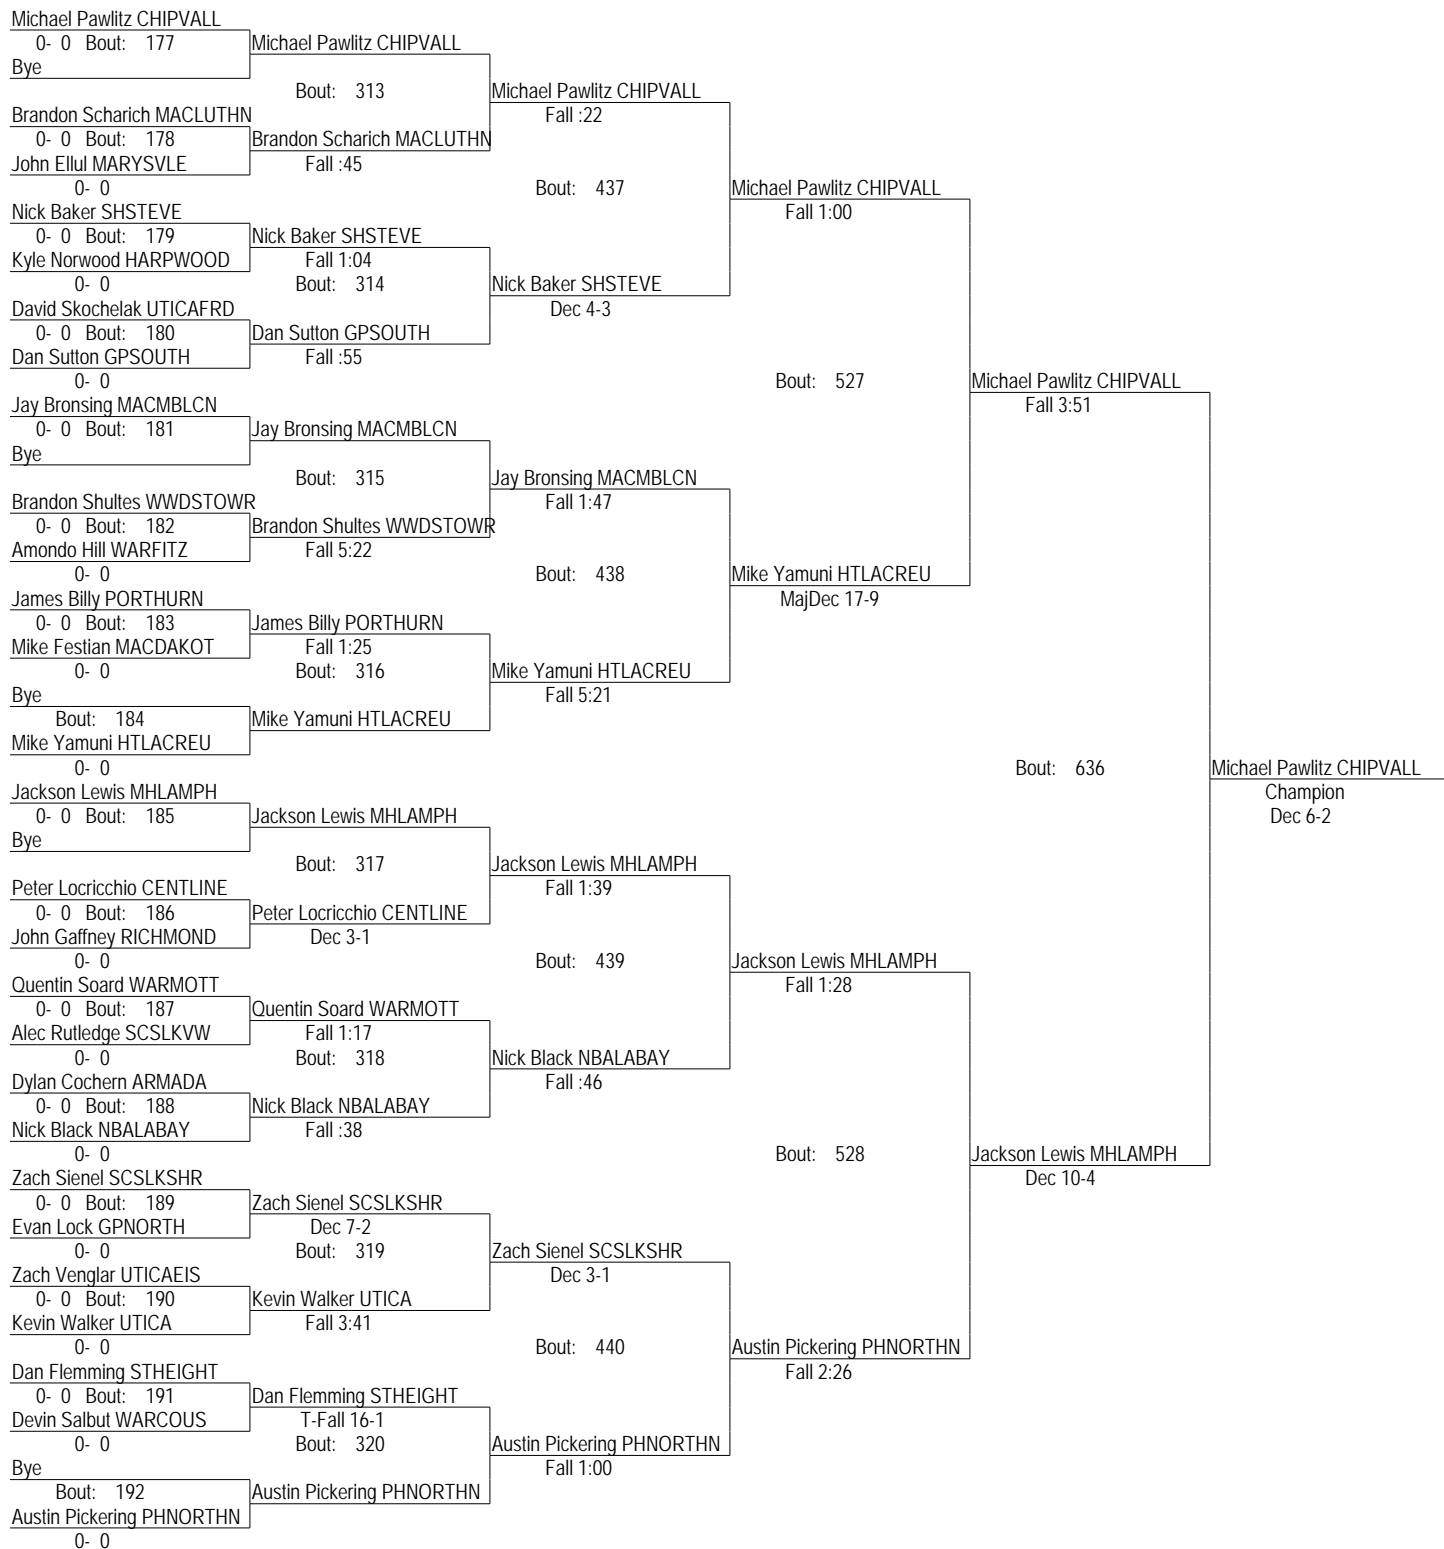 Michael Pawlitz CHIPVALL
0- 0 Bout: 177
Michael Pawlitz CHIPVALL
Bye
Bout: 313
Michael Pawlitz CHIPVALL
Brandon Scharich MACLUTHN
Fall :22
0- 0 Bout: 178
Brandon Scharich MACLUTHN
John Ellul MARYSVLE
Fall :45
0- 0
Bout: 437
Michael Pawlitz CHIPVALL
Nick Baker SHSTEVE
Fall 1:00
0- 0 Bout: 179
Nick Baker SHSTEVE
Kyle Norwood HARPWOOD
Fall 1:04
0- 0
Bout: 314
Nick Baker SHSTEVE
David Skochelak UTICAFRD
Dec 4-3
0- 0 Bout: 180
Dan Sutton GPSOUTH
Dan Sutton GPSOUTH
Fall :55
0- 0
Bout: 527
Michael Pawlitz CHIPVALL
Jay Bronsing MACMBLCN
Fall 3:51
0- 0 Bout: 181
Jay Bronsing MACMBLCN
Bye
Bout: 315
Jay Bronsing MACMBLCN
Brandon Shultes WWDSTOWR
Fall 1:47
0- 0 Bout: 182
Brandon Shultes WWDSTOWR
Amondo Hill WARFITZ
Fall 5:22
0- 0
Bout: 438
Mike Yamuni HTLACREU
James Billy PORTHURN
MajDec 17-9
0- 0 Bout: 183
James Billy PORTHURN
Mike Festian MACDAKOT
Fall 1:25
0- 0
Bout: 316
Mike Yamuni HTLACREU
Bye
Fall 5:21
Bout: 184
Mike Yamuni HTLACREU
Mike Yamuni HTLACREU
0- 0
Bout: 636
Michael Pawlitz CHIPVALL
Jackson Lewis MHLAMPH
Champion
0- 0 Bout: 185
Jackson Lewis MHLAMPH
Dec 6-2
Bye
Bout: 317
Jackson Lewis MHLAMPH
Peter Locricchio CENTLINE
Fall 1:39
0- 0 Bout: 186
Peter Locricchio CENTLINE
John Gaffney RICHMOND
Dec 3-1
0- 0
Bout: 439
Jackson Lewis MHLAMPH
Quentin Soard WARMOTT
Fall 1:28
0- 0 Bout: 187
Quentin Soard WARMOTT
Alec Rutledge SCSLKVW
Fall 1:17
0- 0
Bout: 318
Nick Black NBALABAY
Dylan Cochern ARMADA
Fall :46
0- 0 Bout: 188
Nick Black NBALABAY
Nick Black NBALABAY
Fall :38
0- 0
Bout: 528
Jackson Lewis MHLAMPH
Zach Sienel SCSLKSHR
Dec 10-4
0- 0 Bout: 189
Zach Sienel SCSLKSHR
Evan Lock GPNORTH
Dec 7-2
0- 0
Bout: 319
Zach Sienel SCSLKSHR
Zach Venglar UTICAEIS
Dec 3-1
0- 0 Bout: 190
Kevin Walker UTICA
Kevin Walker UTICA
Fall 3:41
0- 0
Bout: 440
Austin Pickering PHNORTHN
Dan Flemming STHEIGHT
Fall 2:26
0- 0 Bout: 191
Dan Flemming STHEIGHT
Devin Salbut WARCOUS
T-Fall 16-1
0- 0
Bout: 320
Austin Pickering PHNORTHN
Bye
Fall 1:00
Bout: 192
Austin Pickering PHNORTHN
Austin Pickering PHNORTHN
0- 0